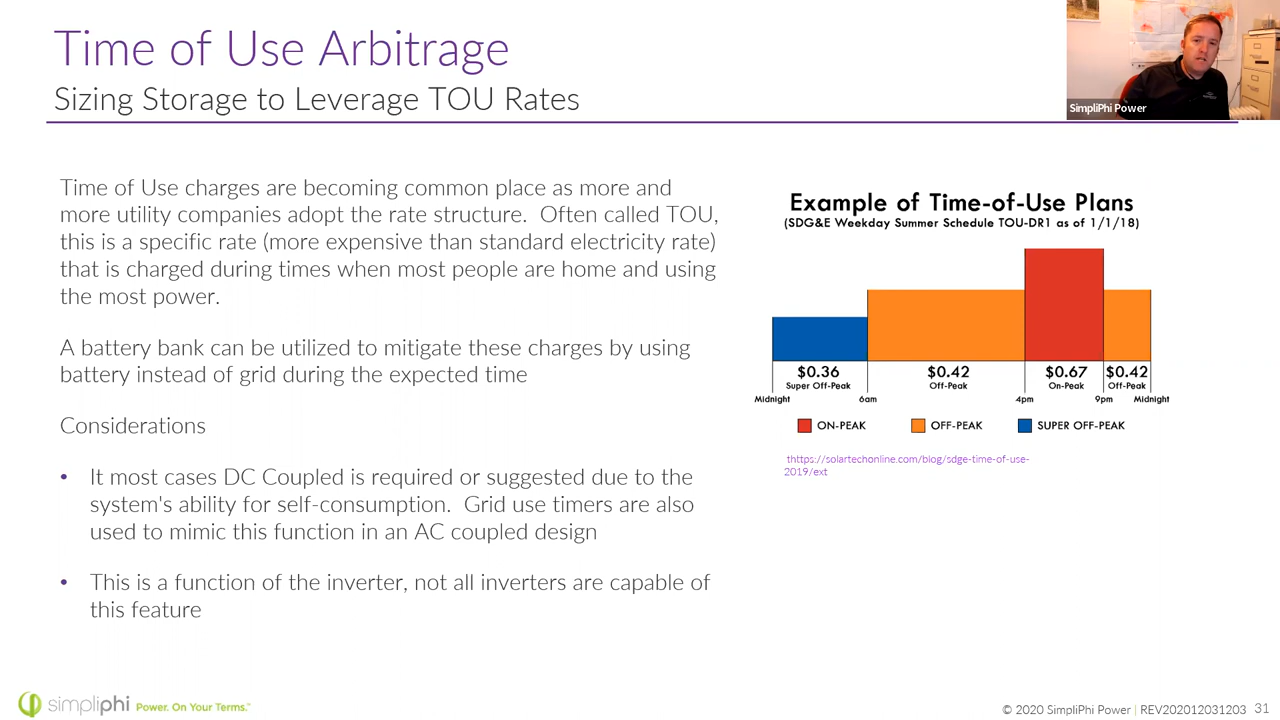 Time of Use Arbitrage
Sizing Storage to Leverage TOU Rates
SimpliPhi Power
Time of Use charges are becoming common place as more and
more utility companies adopt the rate structure. Often called TOU,
this is a specific rate (more expensive than standard electricity rate)
that is charged during times when most people are home and using
the most power.
A battery bank can be utilized to mitigate these charges by using
battery instead of grid during the expected time
Considerations
• It most cases DC Coupled is required or suggested due to the
system's ability for self-consumption. Grid use timers are also
used to mimic this function in an AC coupled design
• This is a function of the inverter, not all inverters are capable of
this feature
Example of Time-of-Use Plans
(SDG&E Weekday Summer Schedule TOU-DR1 as of 1/1/18)
$0.36 $0.42 $0.67 $0.42
Super Off-Peak Off-Peak On-Peak Off-Peak
Midnight 6am 4pm 9pm Midnight
ON-PEAK OFF-PEAK SUPER OFF-PEAK
thttps://solartechonline.com/blog/sdge-time-of-use-
2019/ext
simpliphi Power. On Your Terms.™
© 2020 SimpliPhi Power | REV202012031203 31